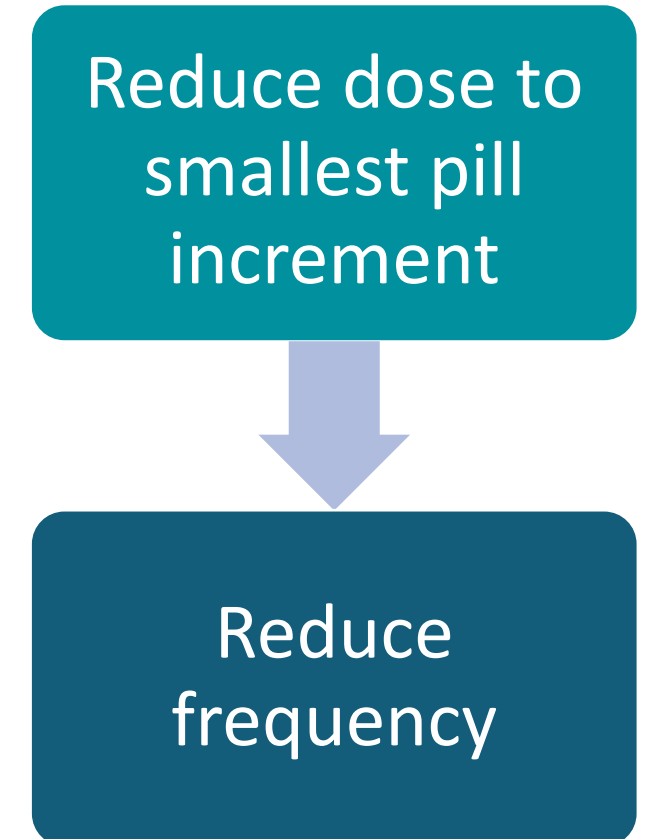 Reduce dose to
smallest pill
increment
Reduce
frequency